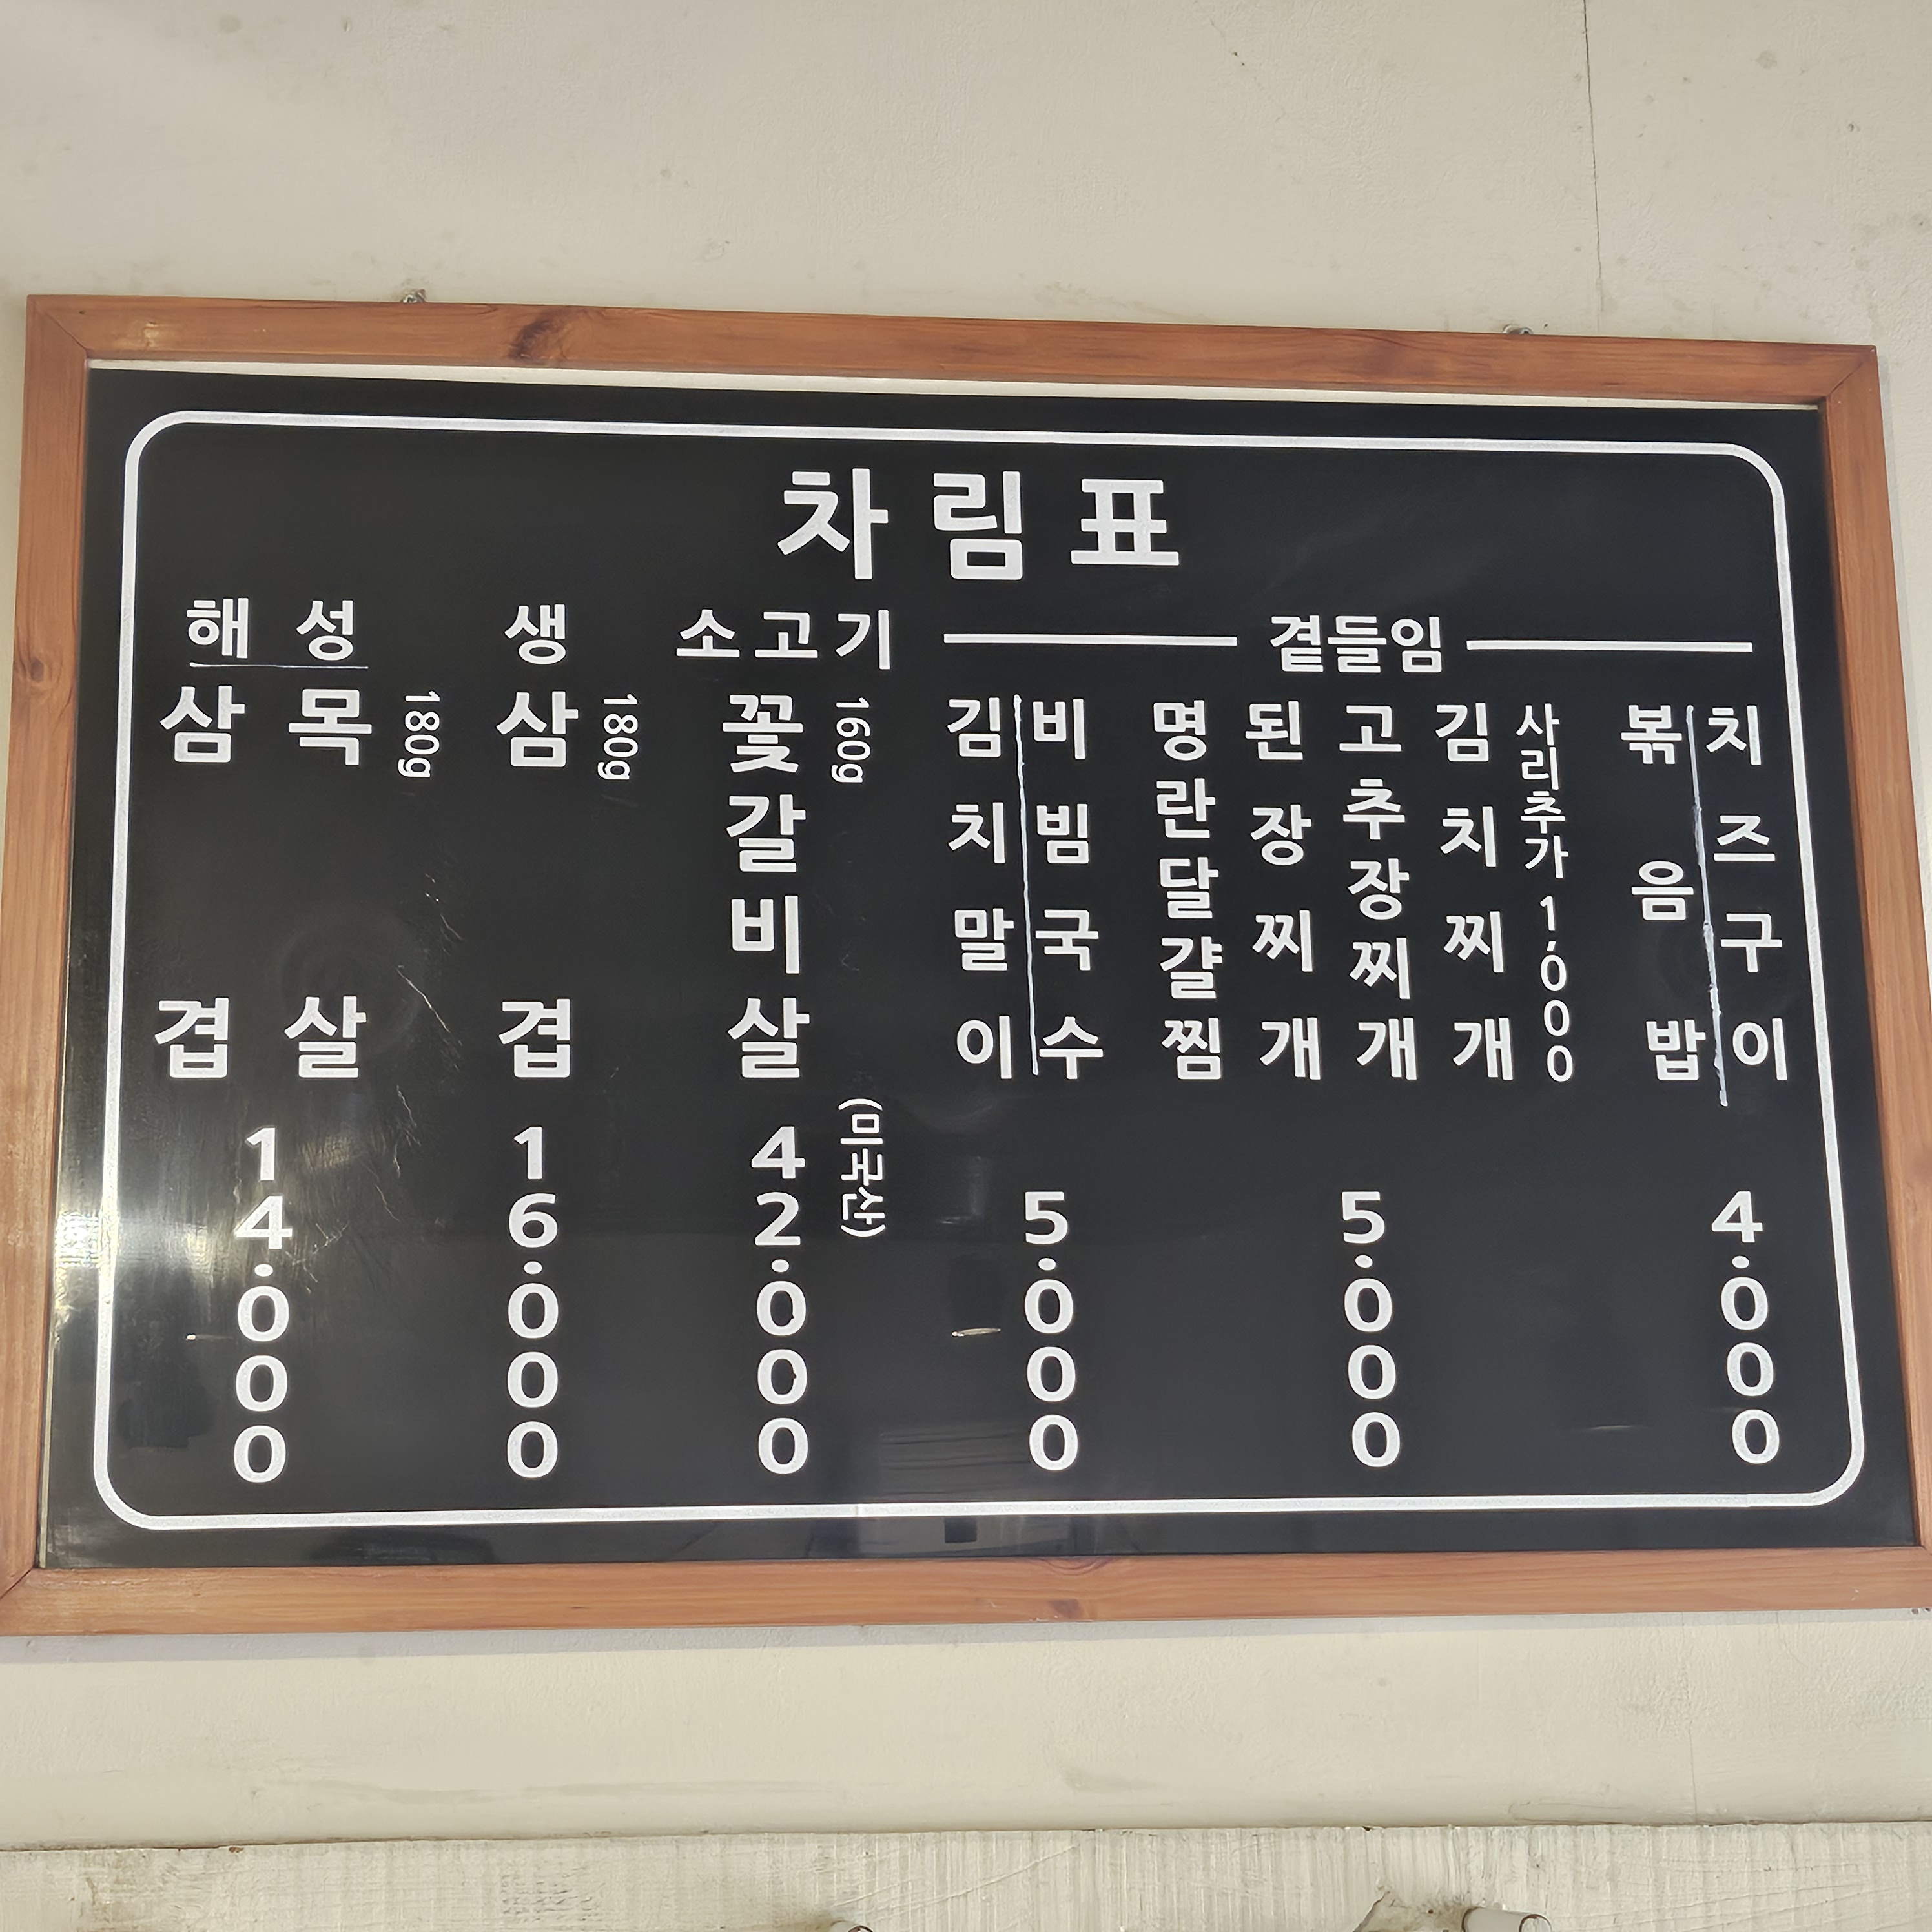 차림표
해성
삼겹
목살
180g
14.000
생
삼겹
180g
16.000
소고기
꽃갈비살
160g
(미국산)
42.000
곁들임
김치말이
비빔국수
5.000
명란달걀찜
된장찌개
고추장찌개
김치찌개
사리추가 1,000
5.000
볶음밥
치즈구이
4.000